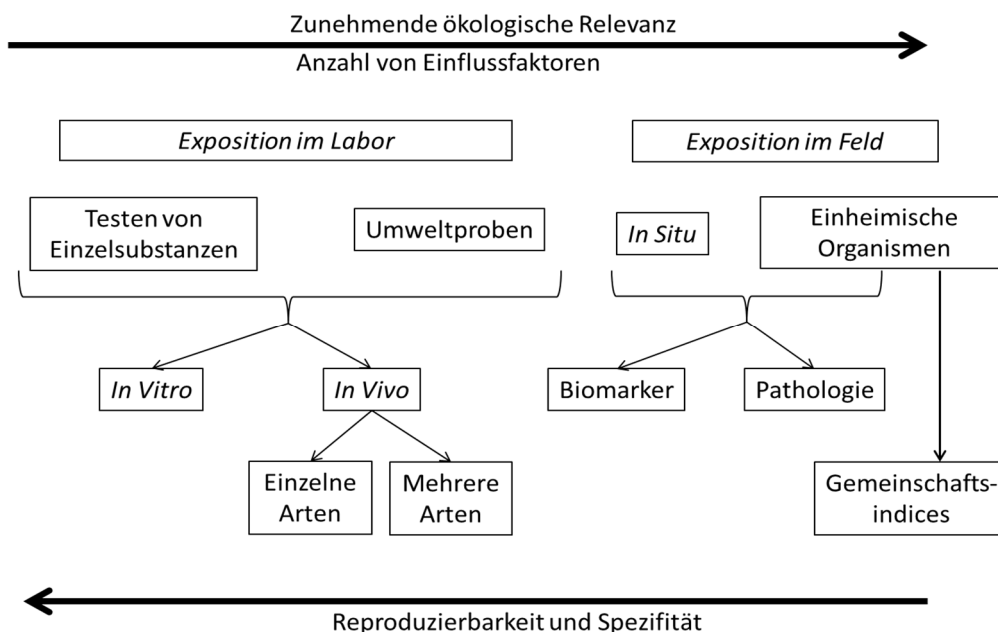 Zunehmende ökologische Relevanz
Anzahl von Einflussfaktoren
Exposition im Labor
Exposition im Feld
Testen von
Einzelsubstanzen
Umweltproben
In Situ
Einheimische
Organismen
In Vitro
In Vivo
Biomarker
Pathologie
Einzelne
Arten
Mehrere
Arten
Gemeinschafts-
indices
Reproduzierbarkeit und Spezifität